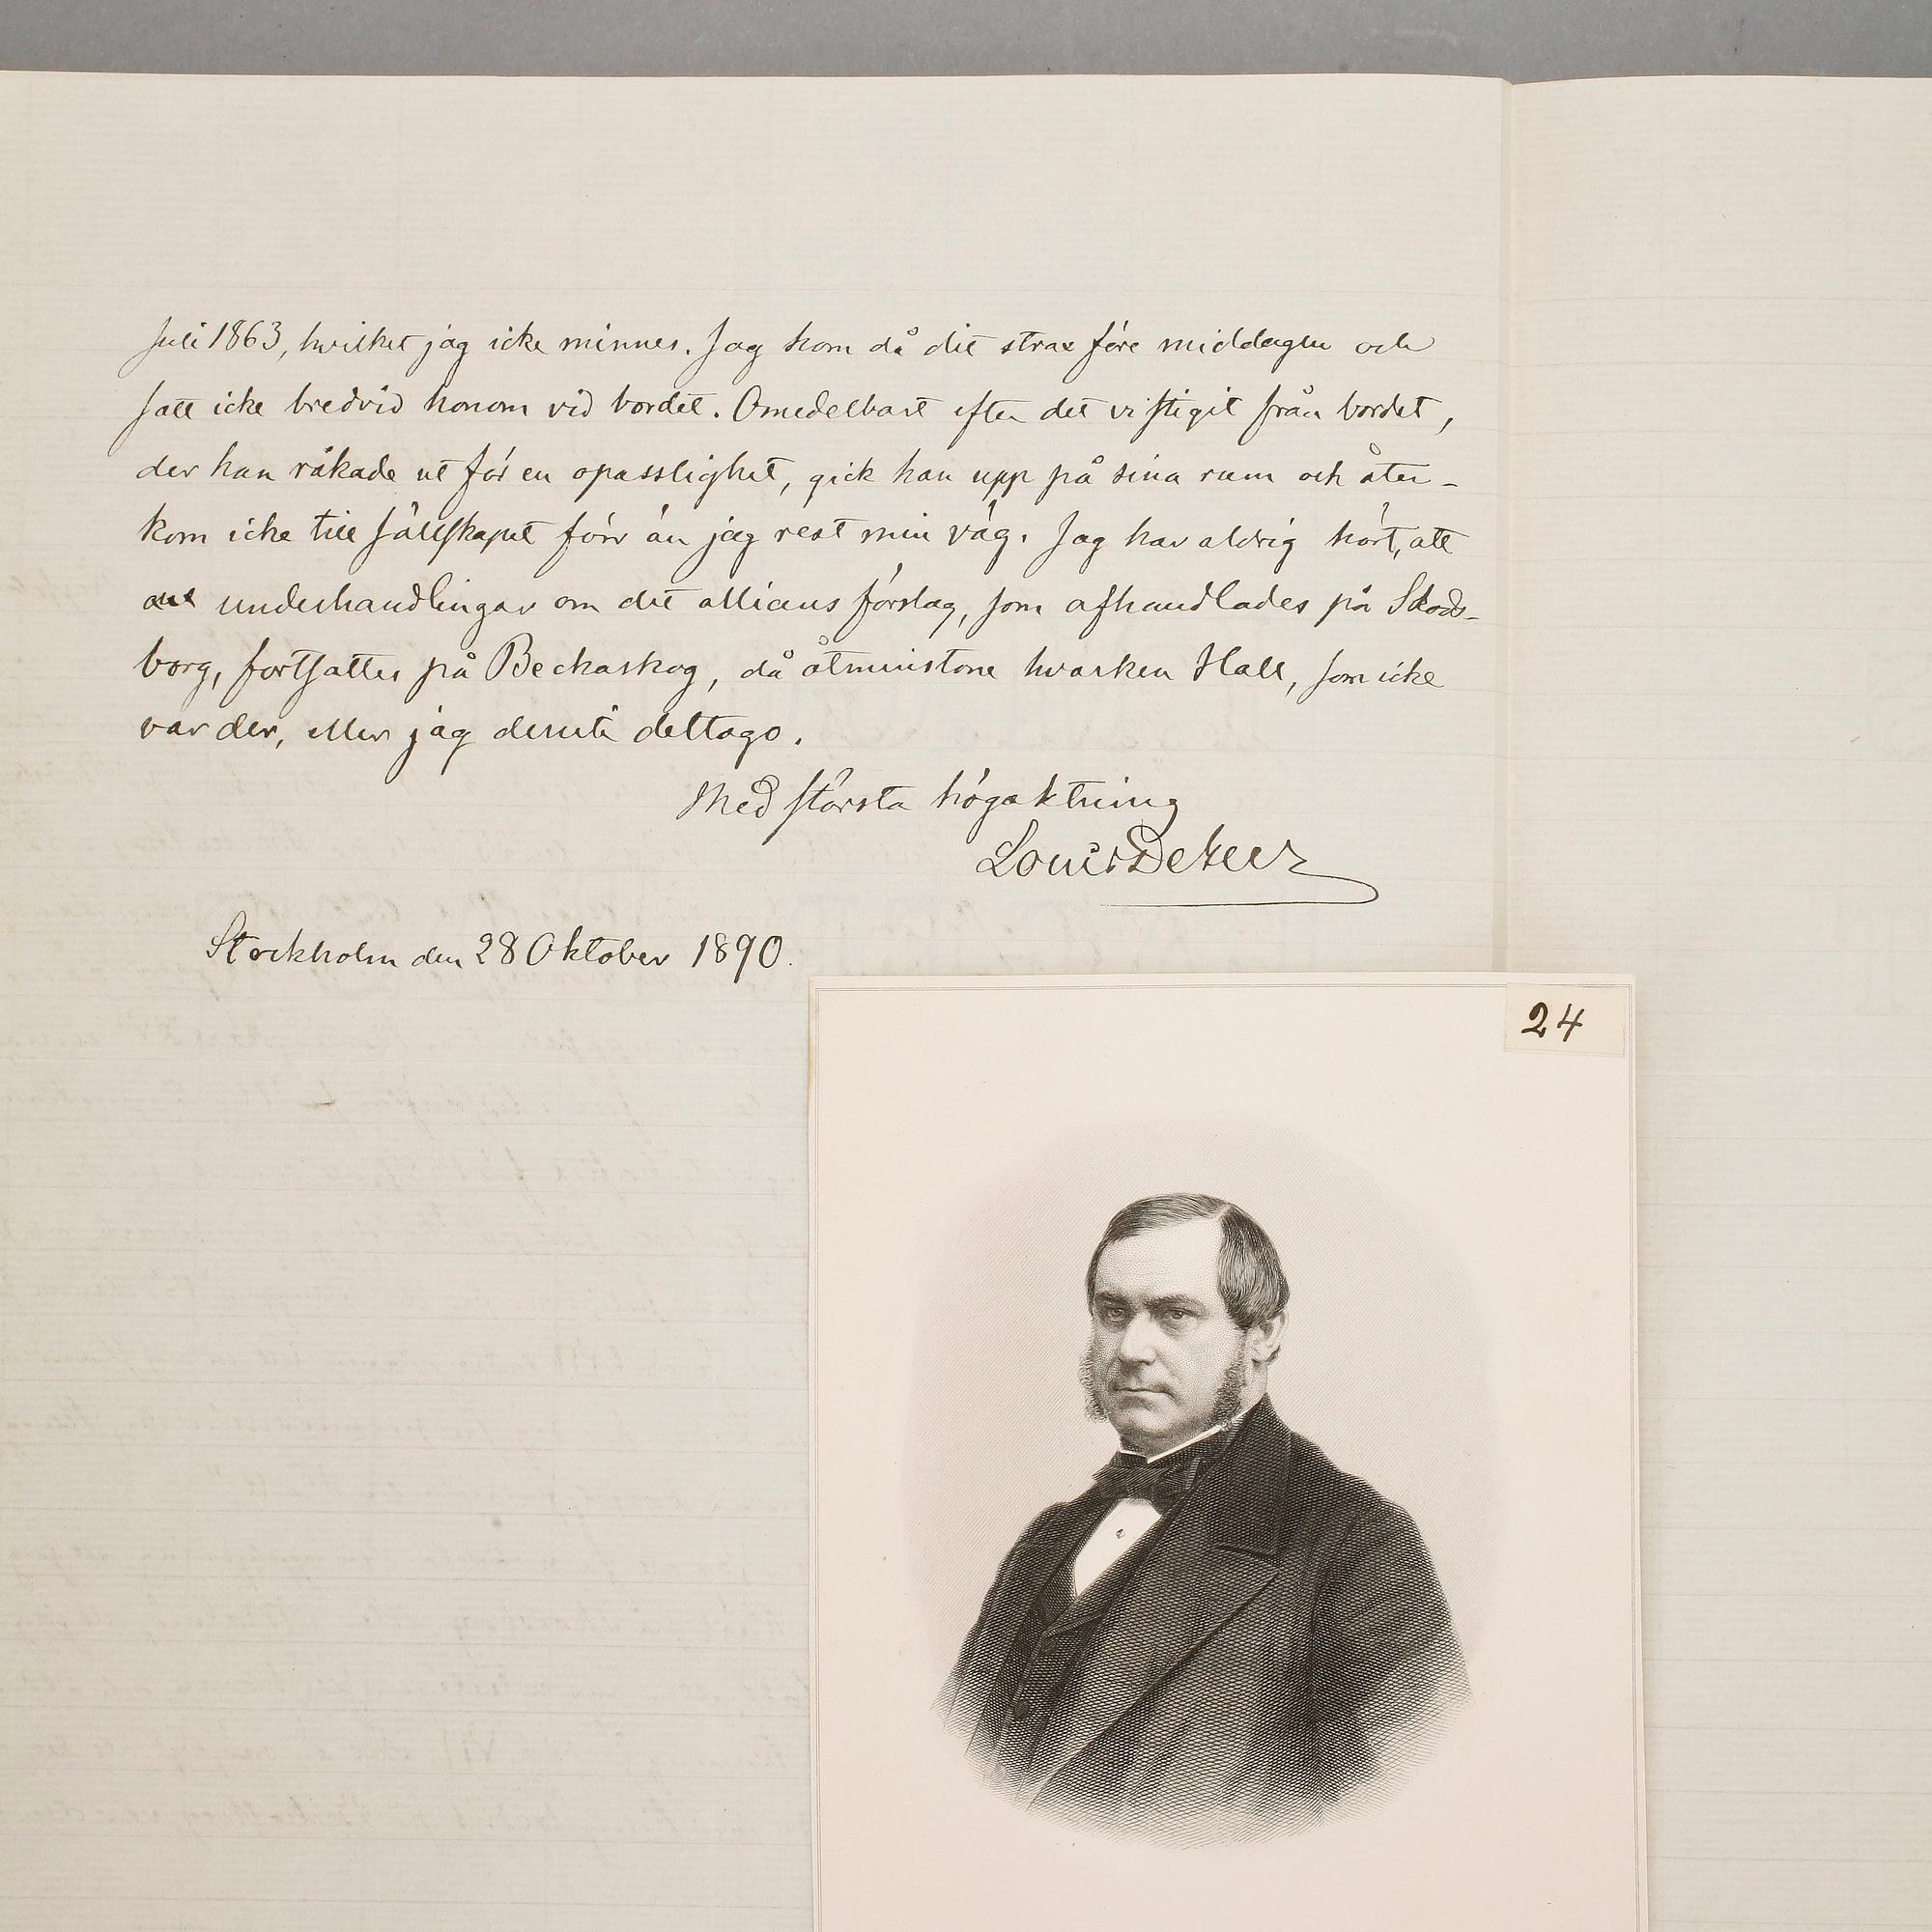 Juli 1863, hvilket jag icke minnes. Jag kom då dit strax före middagen och
satt icke bredvid honom vid bordet. Omedelbart efter det vi stigit från bordet,
der han råkade ut för en opasslighet, gick han upp på sina rum och åter-
kom icke till sällskapet förr än jag rest min väg. Jag har aldrig hört, att
underhandlingar om det allians förslag, som afhandlades på Skods-
borg, fortsattes på Beckaskog, då åtminstone hvarken Hall, som icke
var der, eller jag deruti deltogo.
Med största högaktning
Louis De Geer
Stockholm den 28 Oktober 1890.
24